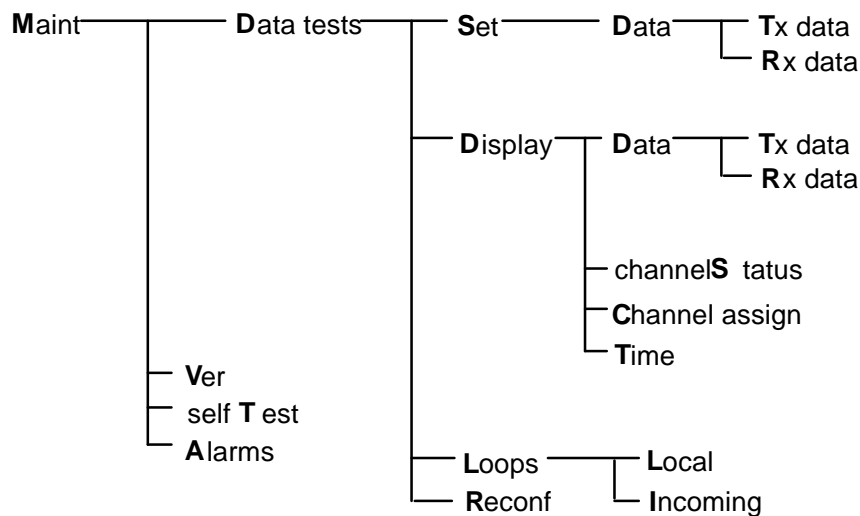 Maint Data tests Set Data Tx data
Rx data
Display Data Tx data
Rx data
channelS tatus
Channel assign
Time
Ver
self T est
Alarms
Loops Local
Reconf Incoming